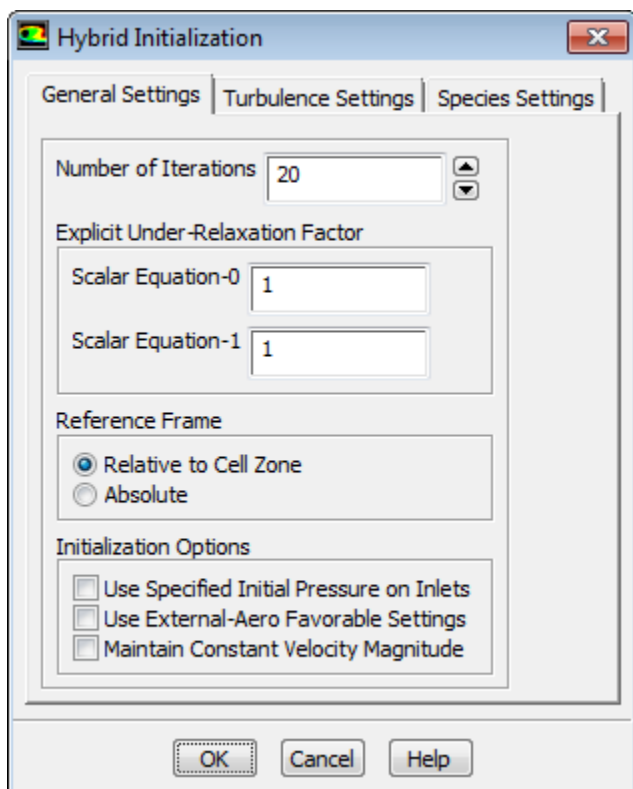 Hybrid Initialization
General Settings Turbulence Settings Species Settings
Number of Iterations 20
Explicit Under-Relaxation Factor
Scalar Equation-0 1
Scalar Equation-1 1
Reference Frame
Relative to Cell Zone
Absolute
Initialization Options
Use Specified Initial Pressure on Inlets
Use External-Aero Favorable Settings
Maintain Constant Velocity Magnitude
OK Cancel Help